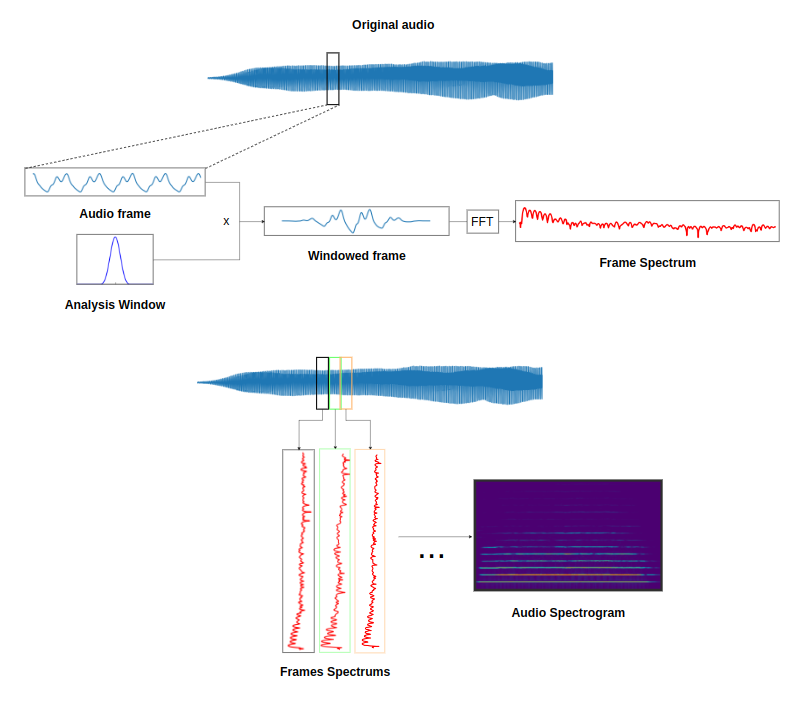 Original audio
Audio frame
x
FFT
Windowed frame
Frame Spectrum
Analysis Window
...
Audio Spectrogram
Frames Spectrums